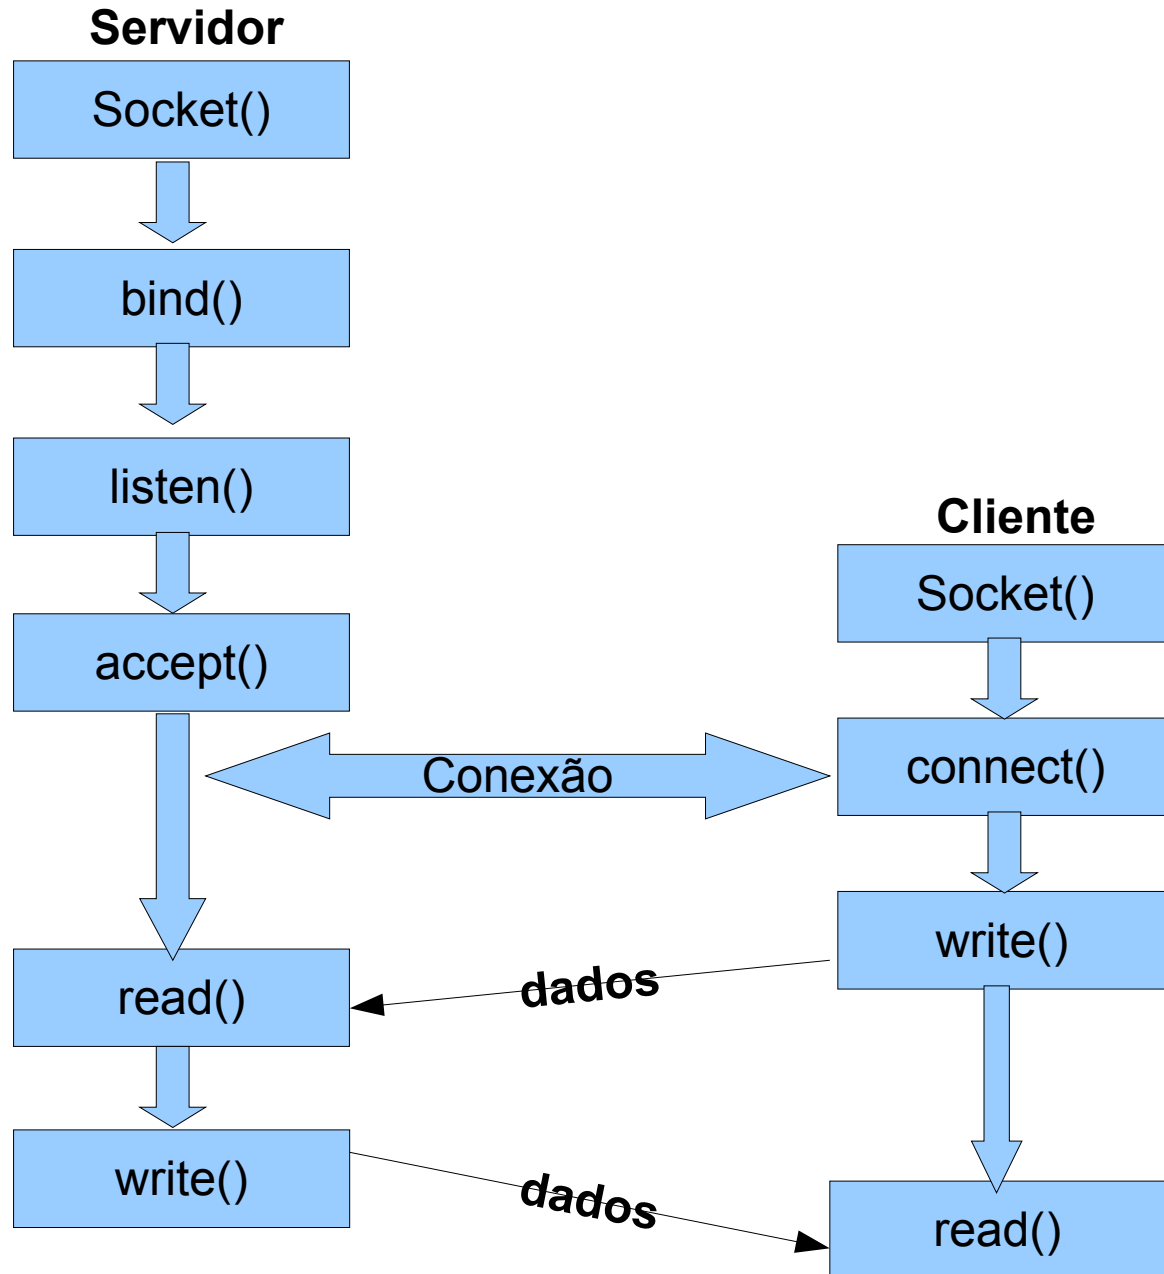 Servidor
Socket()
bind()
listen()
accept()
Cliente
Socket()
Conexão
connect()
write()
dados
read()
write()
dados
read()